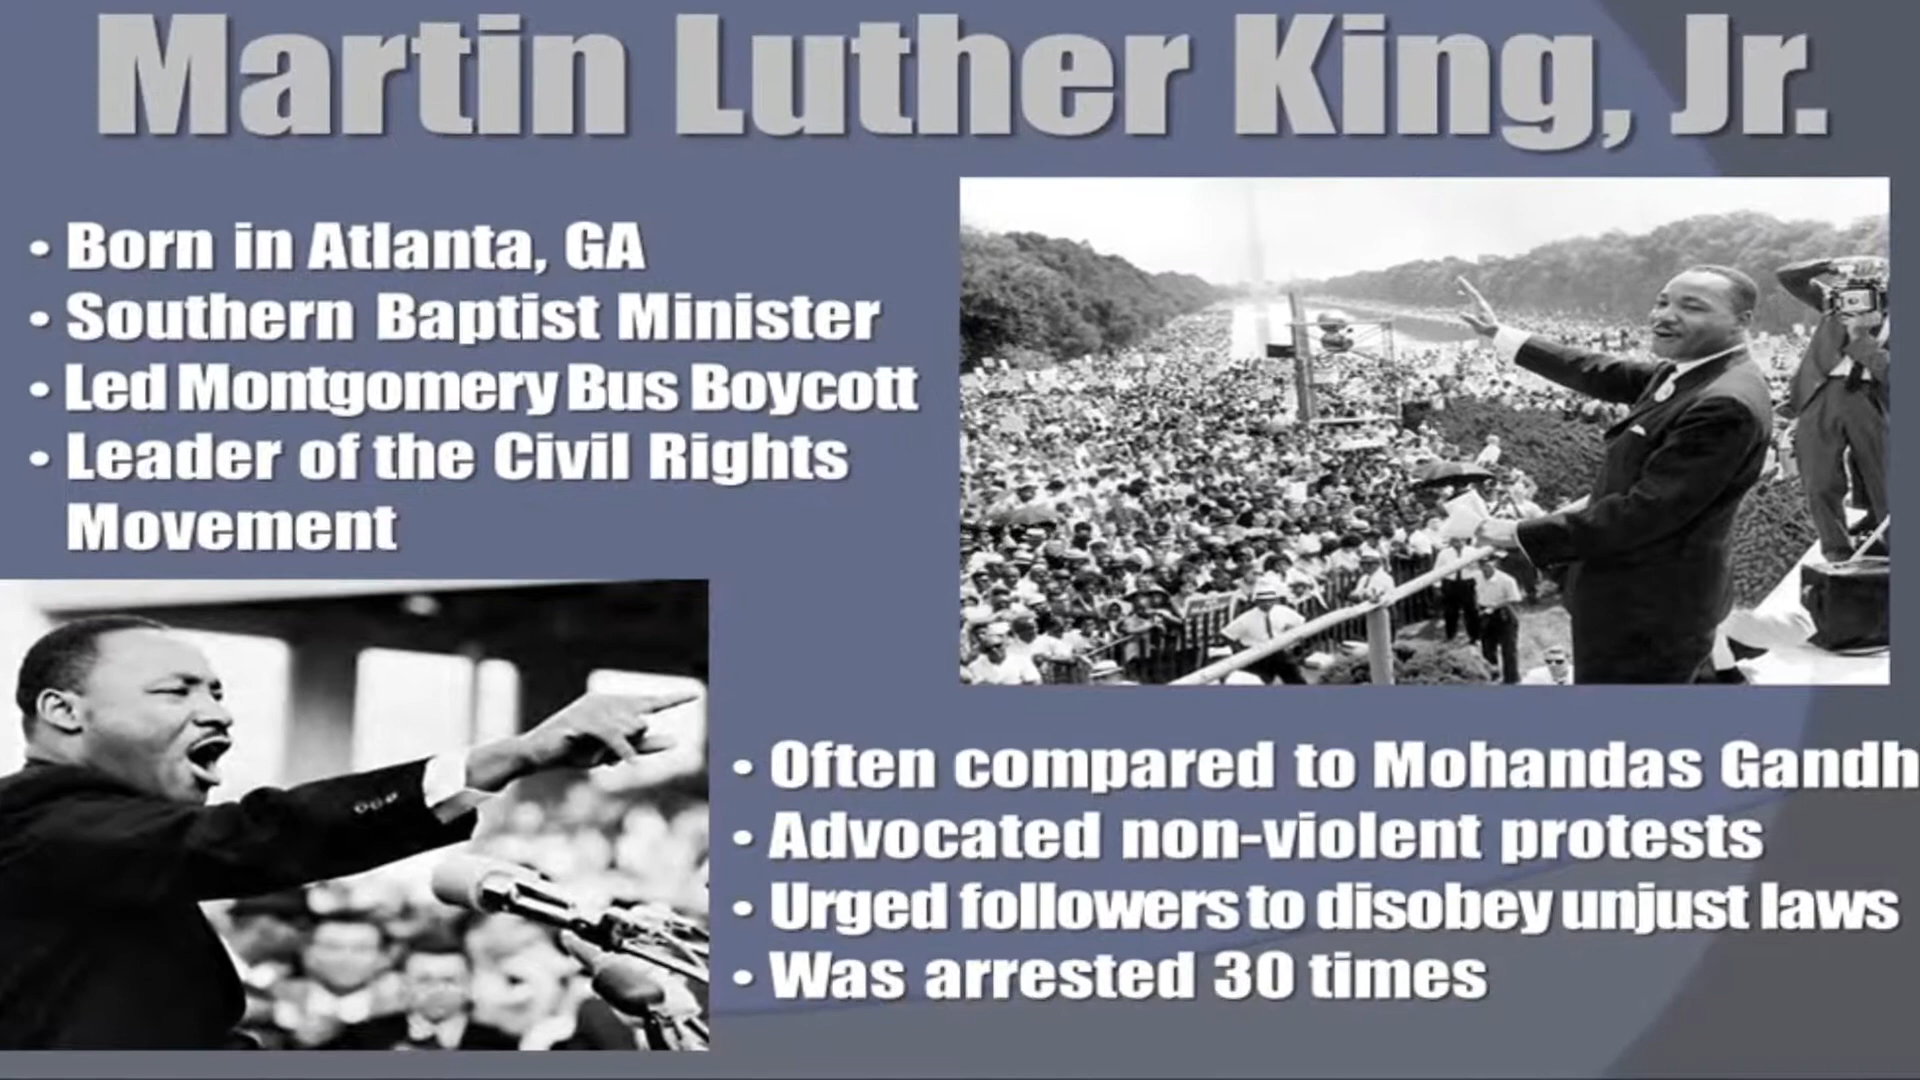 Martin Luther King, Jr.
• Born in Atlanta, GA
• Southern Baptist Minister
• Led Montgomery Bus Boycott
• Leader of the Civil Rights
Movement
• Often compared to Mohandas Gandh
• Advocated non-violent protests
• Urged followers to disobey unjust laws
• Was arrested 30 times